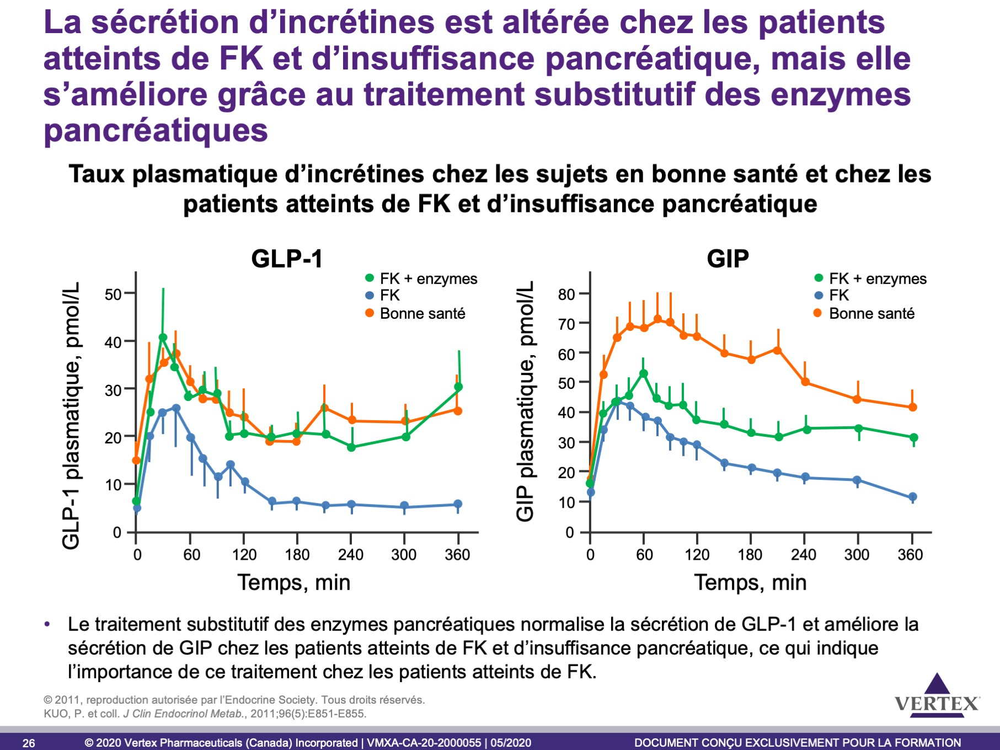 La sécrétion d’incrétines est altérée chez les patients
atteints de FK et d’insuffisance pancréatique, mais elle
s’améliore grâce au traitement substitutif des enzymes
pancréatiques
Taux plasmatique d’incrétines chez les sujets en bonne santé et chez les
patients atteints de FK et d’insuffisance pancréatique
GLP-1
FK + enzymes
FK
Bonne santé
GLP-1 plasmatique, pmol/L
50
40
30
20
10
0
0 60 120 180 240 300 360
Temps, min
GIP
FK + enzymes
FK
Bonne santé
GIP plasmatique, pmol/L
80
70
60
50
40
30
20
10
0
0 60 120 180 240 300 360
Temps, min
• Le traitement substitutif des enzymes pancréatiques normalise la sécrétion de GLP-1 et améliore la
sécrétion de GIP chez les patients atteints de FK et d’insuffisance pancréatique, ce qui indique
l’importance de ce traitement chez les patients atteints de FK.
© 2011, reproduction autorisée par l’Endocrine Society. Tous droits réservés.
KUO, P. et coll. J Clin Endocrinol Metab., 2011;96(5):E851-E855.
VERTEX
26
© 2020 Vertex Pharmaceuticals (Canada) Incorporated | VMXA-CA-20-2000055 | 05/2020
DOCUMENT CONÇU EXCLUSIVEMENT POUR LA FORMATION